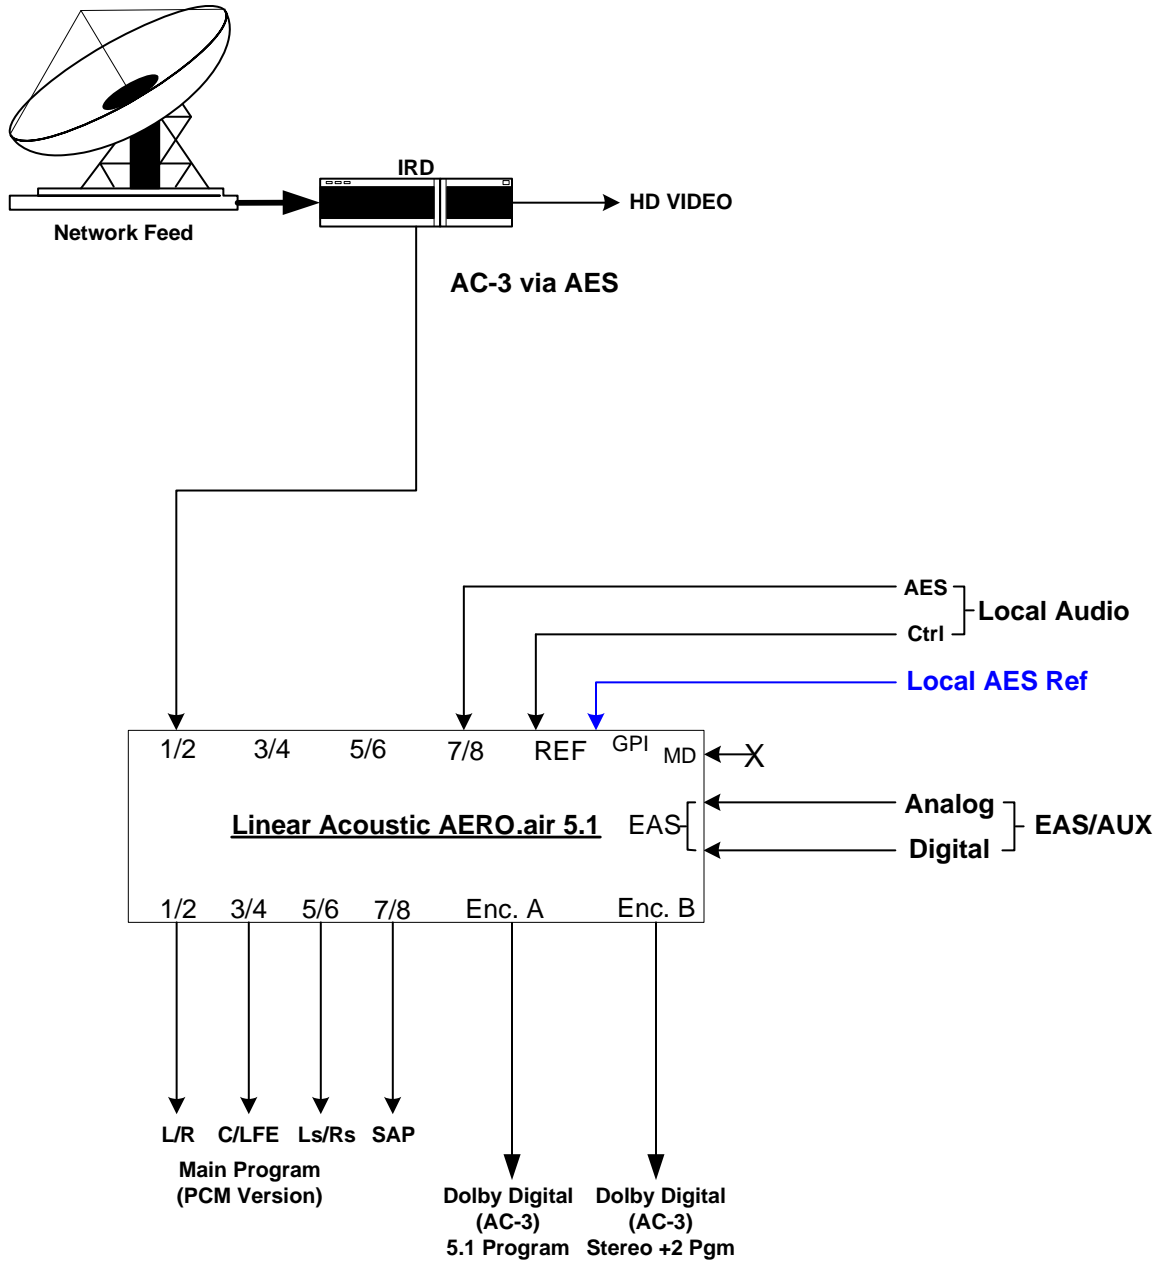 IRD
HD VIDEO
Network Feed
AC-3 via AES
AES
Local Audio
Ctrl
Local AES Ref
1/2 3/4 5/6 7/8 REF GPI MD X
Linear Acoustic AERO.air 5.1
EAS
Analog
EAS/AUX
Digital
1/2 3/4 5/6 7/8 Enc. A Enc. B
L/R C/LFE Ls/Rs SAP
Main Program
(PCM Version)
Dolby Digital
(AC-3)
5.1 Program
Dolby Digital
(AC-3)
Stereo +2 Pgm